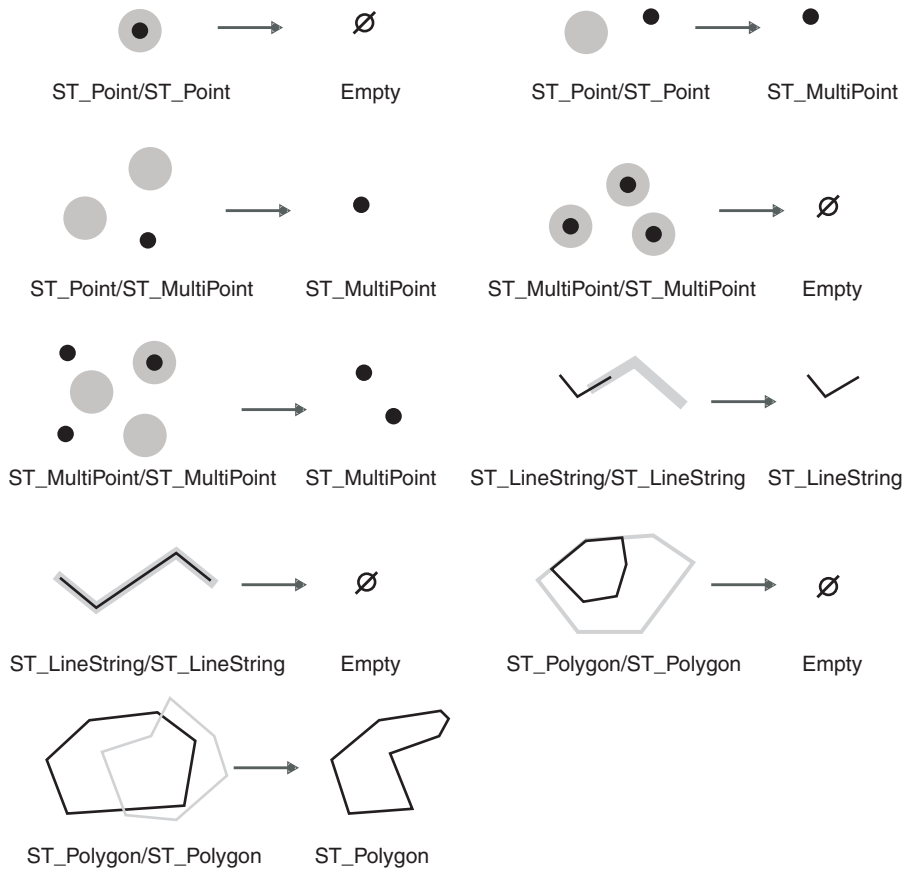 ST_Point/ST_Point Empty ST_Point/ST_Point ST_MultiPoint
ST_Point/ST_MultiPoint ST_MultiPoint ST_MultiPoint/ST_MultiPoint Empty
ST_MultiPoint/ST_MultiPoint ST_MultiPoint ST_LineString/ST_LineString ST_LineString
ST_LineString/ST_LineString Empty ST_Polygon/ST_Polygon Empty
ST_Polygon/ST_Polygon ST_Polygon